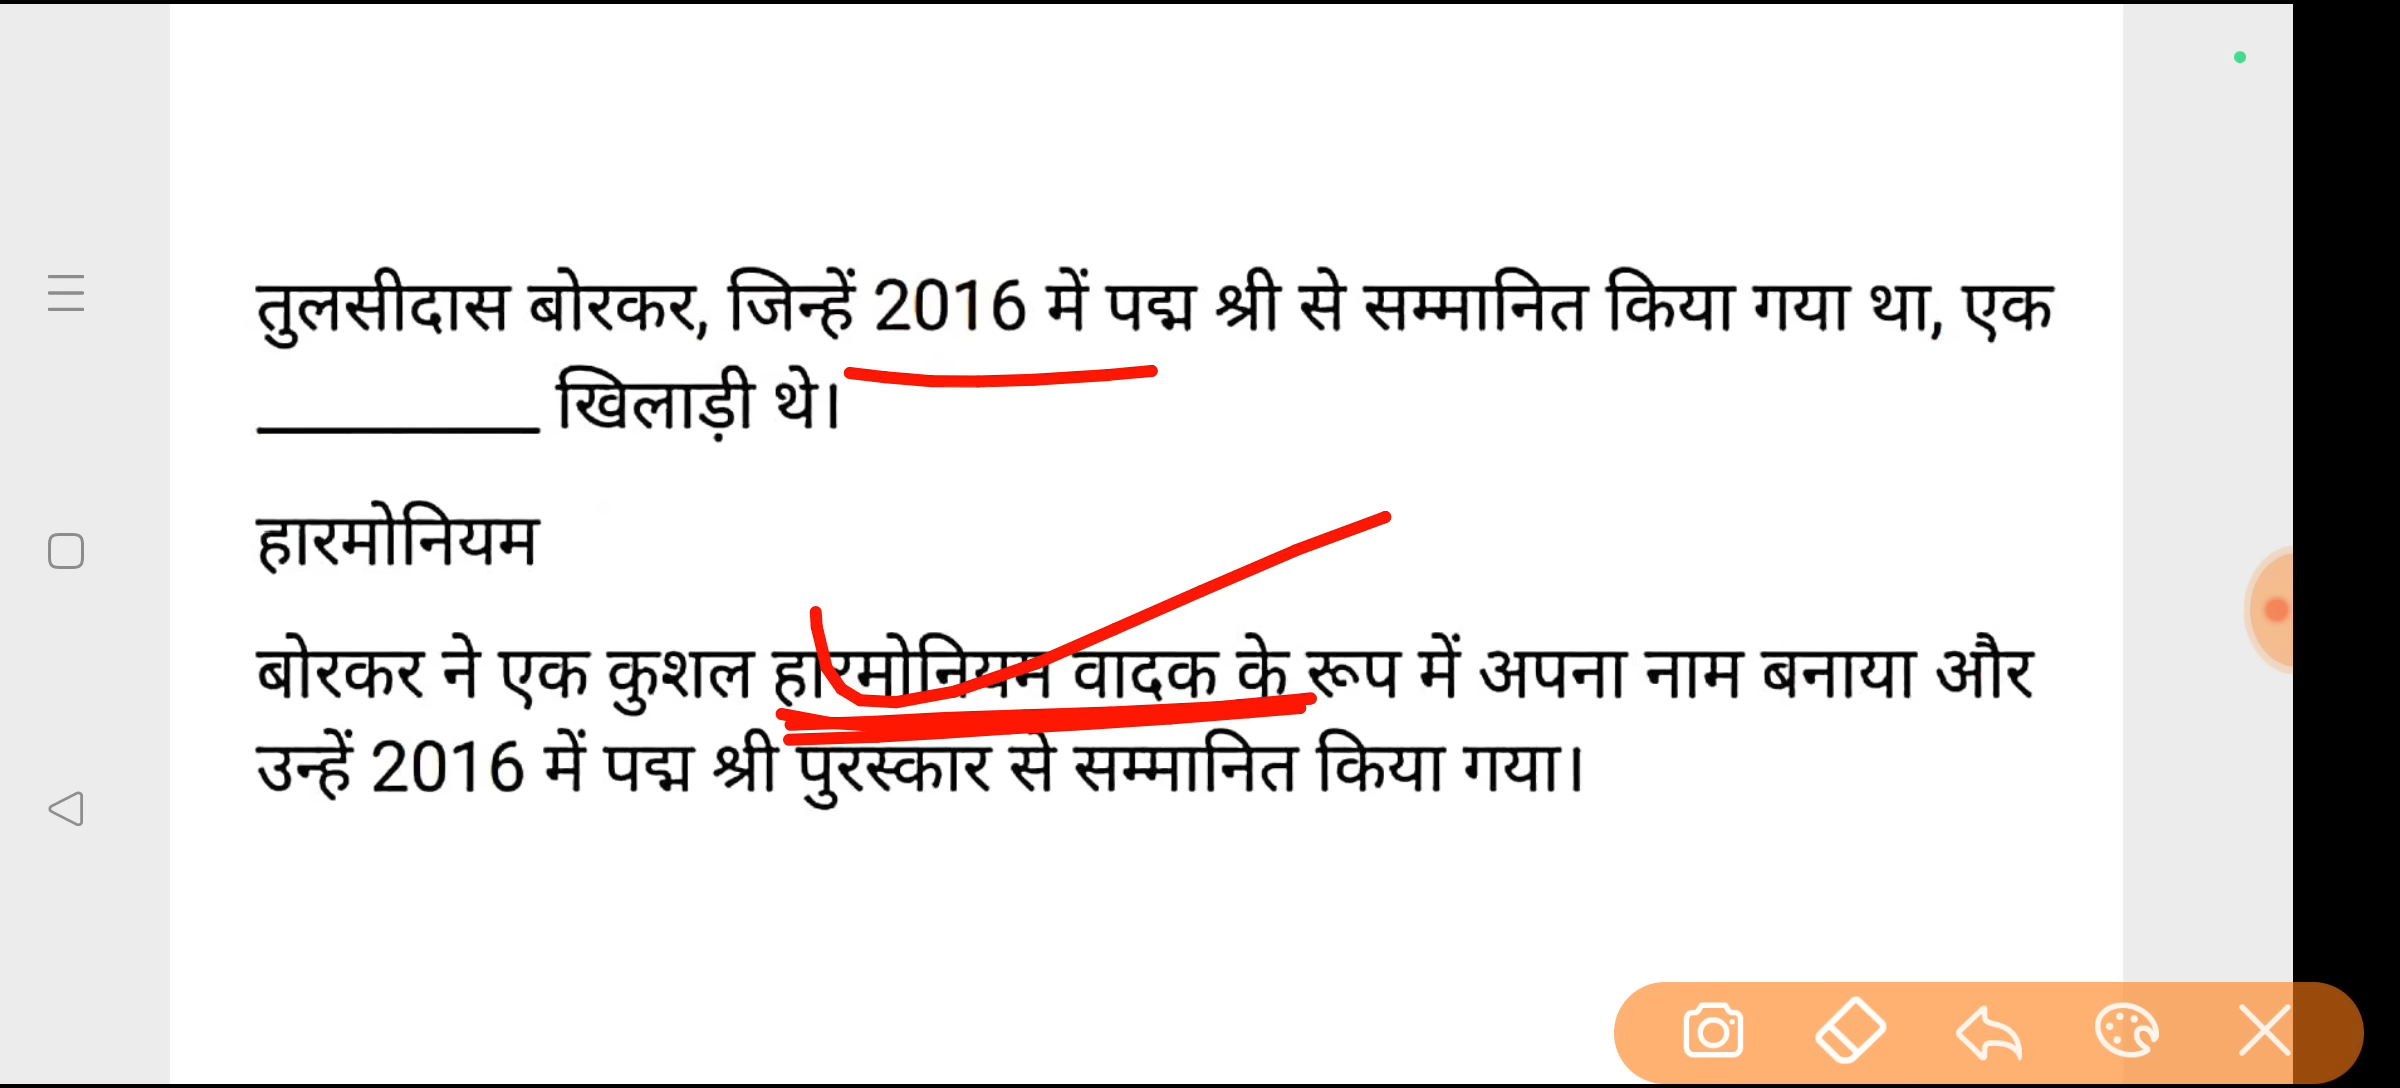 तुलसीदास बोरकर, जिन्हें 2016 में पद्म श्री से सम्मानित किया गया था, एक
________ खिलाड़ी थे।
हारमोनियम
बोरकर ने एक कुशल हारमोनियम वादक के रूप में अपना नाम बनाया और
उन्हें 2016 में पद्म श्री पुरस्कार से सम्मानित किया गया।